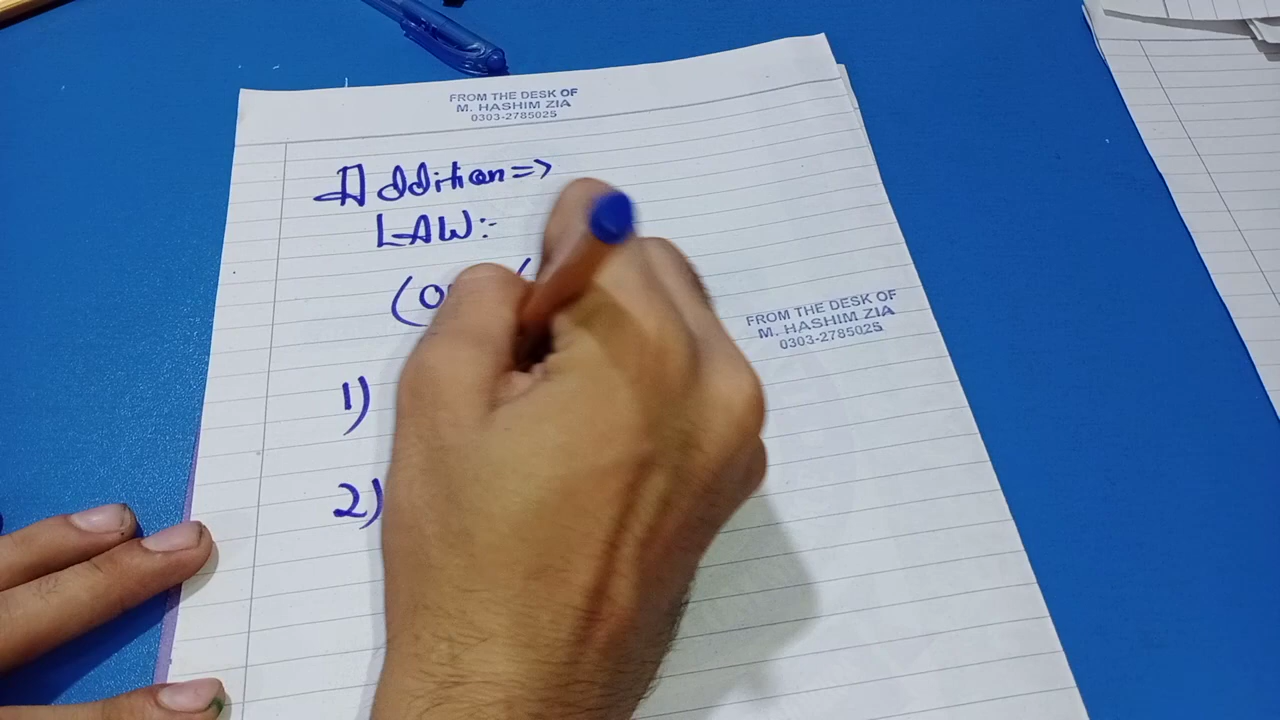 FROM THE DESK OF
M. HASHIM ZIA
0303-2785025
Addition=>
LAW:-
FROM THE DESK OF
M. HASHIM ZIA
0303-2785025
1)
2)